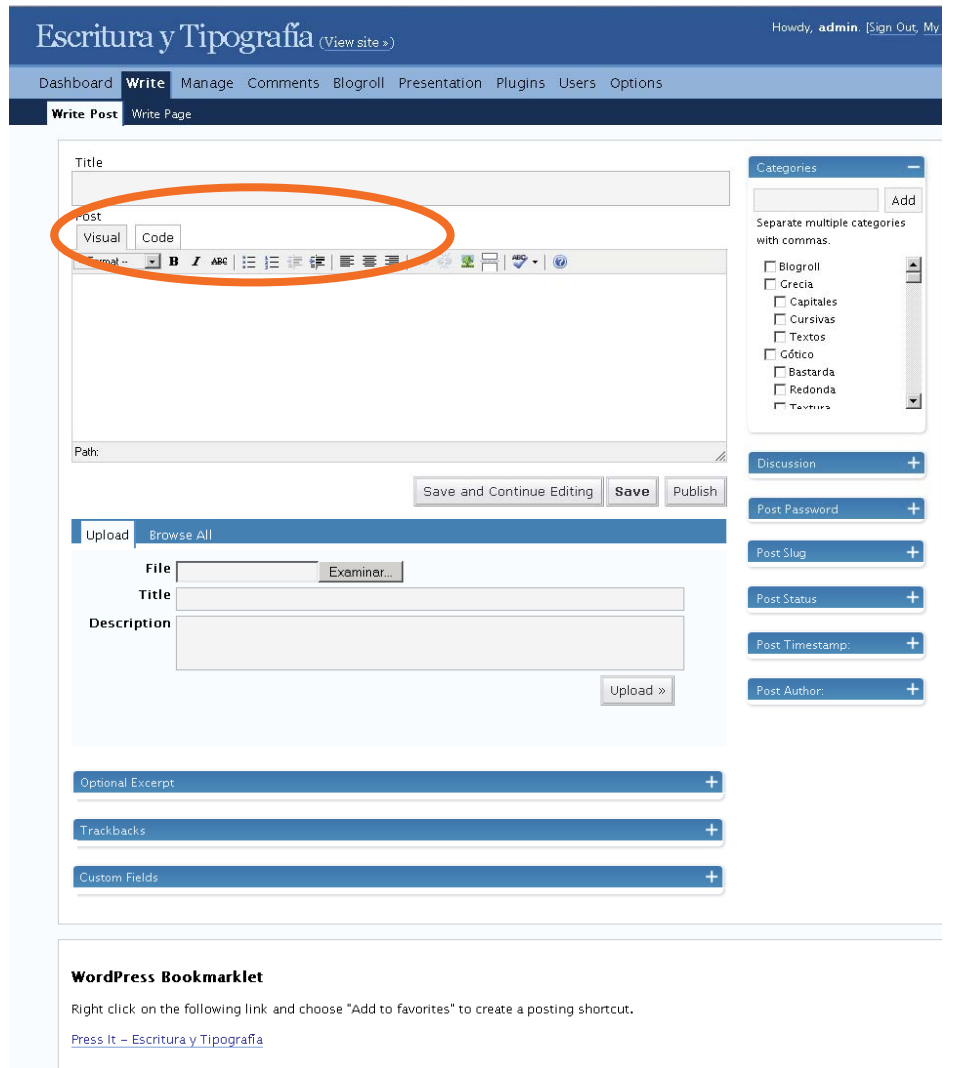 Escritura y Tipografía (View site »)
Howdy, admin. [Sign Out, My
Dashboard Write Manage Comments Blogroll Presentation Plugins Users Options
Write Post Write Page
Title
Post
Visual Code
B I ABC ABC
Path:
Save and Continue Editing Save Publish
Upload Browse All
File Examinar...
Title
Description
Upload »
Optional Excerpt +
Trackbacks +
Custom Fields +
Categories –
Add
Separate multiple categories
with commas.
Blogroll
Grecia
Capitales
Cursivas
Textos
Gótico
Bastarda
Redonda
Textura
Discussion +
Post Password +
Post Slug +
Post Status +
Post Timestamp: +
Post Author: +
WordPress Bookmarklet
Right click on the following link and choose "Add to favorites" to create a posting shortcut.
Press It – Escritura y Tipografía